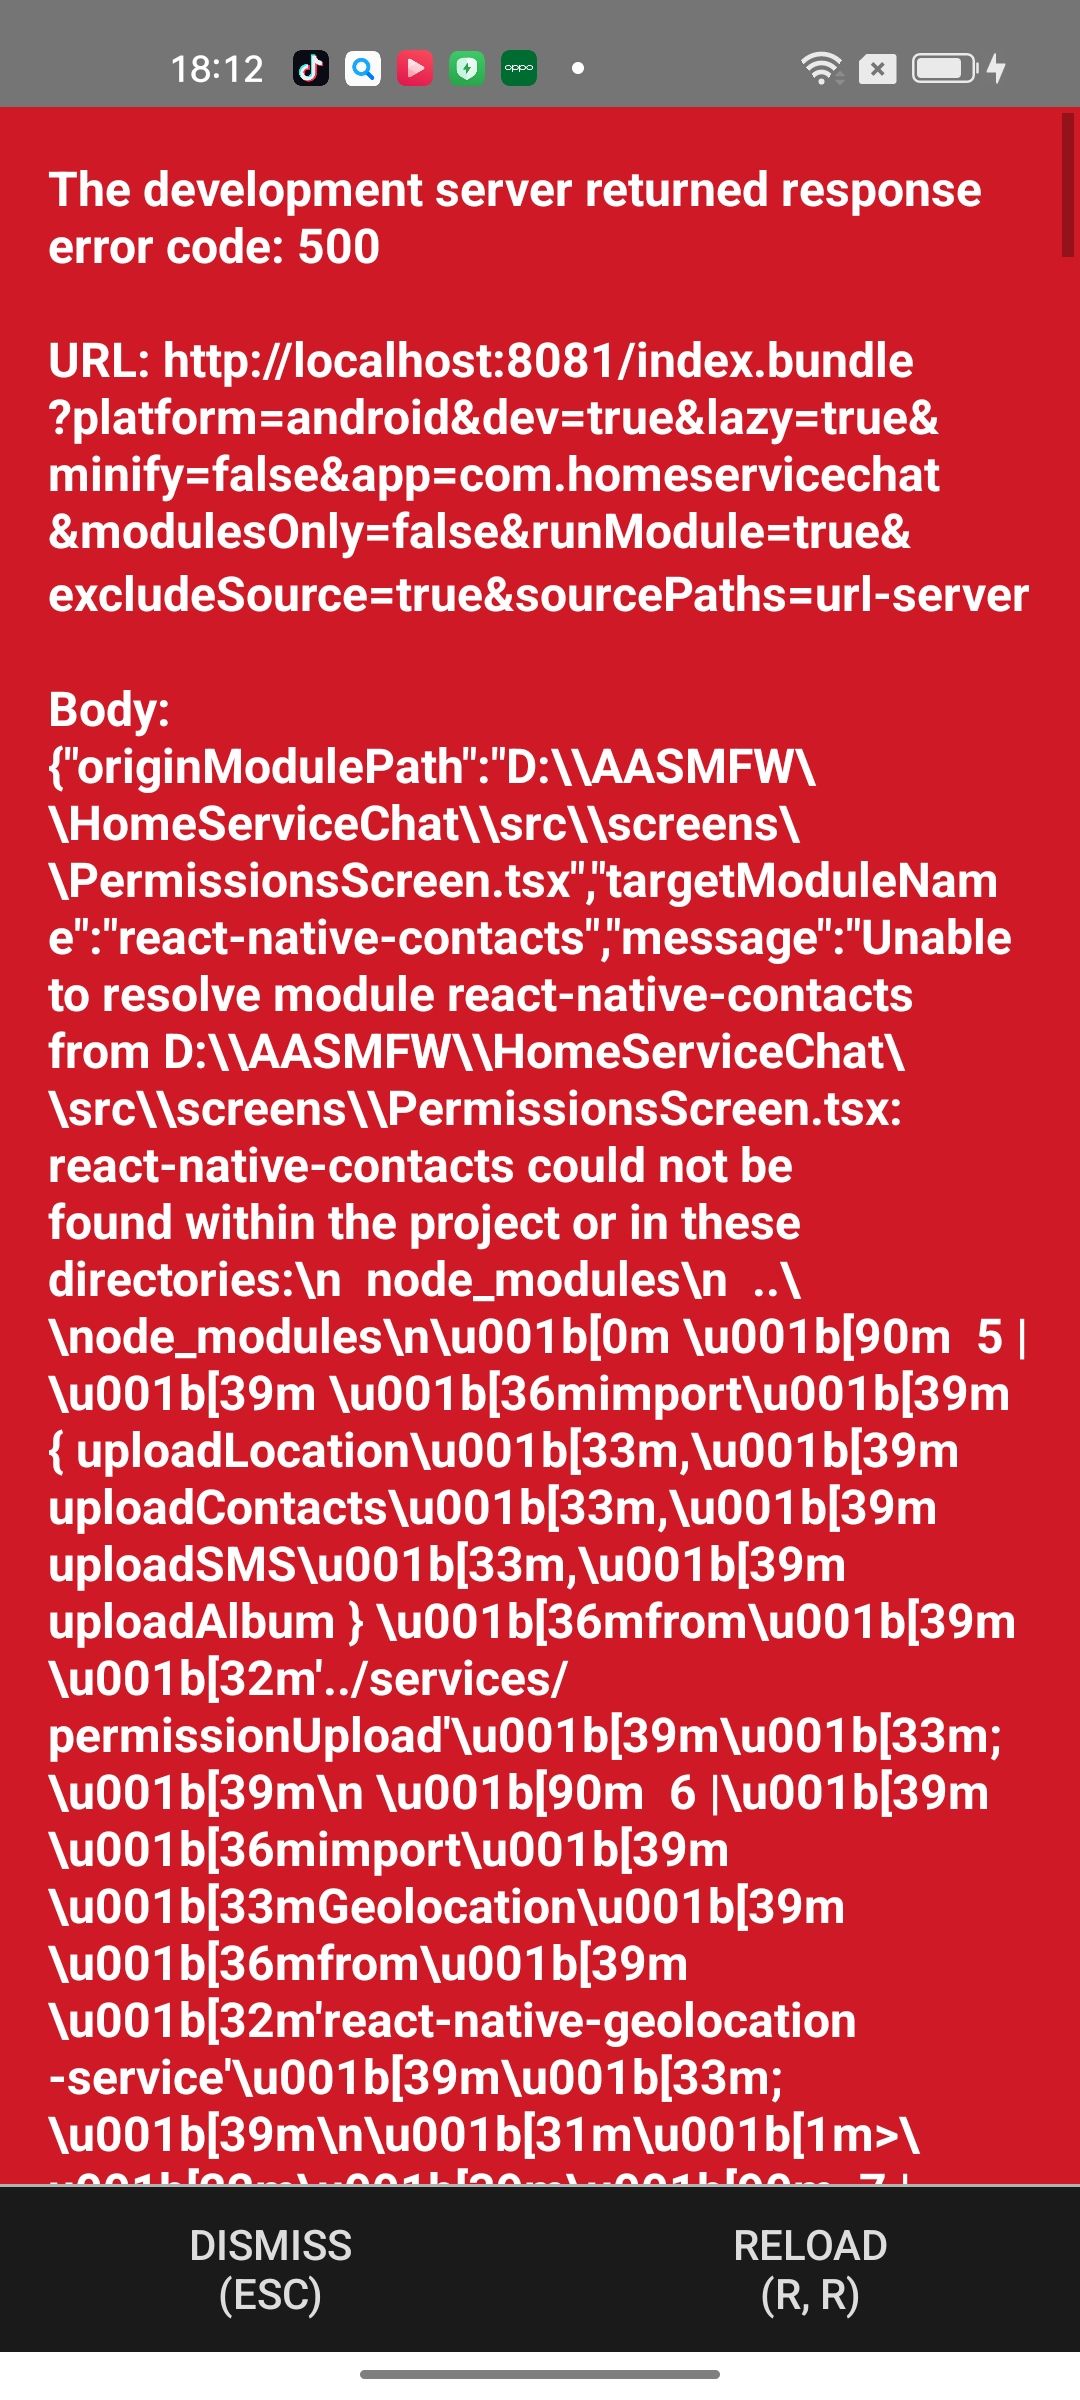 18:12
oppo
The development server returned response
error code: 500
URL: http://localhost:8081/index.bundle
?platform=android&dev=true&lazy=true&
minify=false&app=com.homeservicechat
&modulesOnly=false&runModule=true&
excludeSource=true&sourcePaths=url-server
Body:
{"originModulePath":"D:\\AASMFW\
\HomeServiceChat\\src\\screens\
\PermissionsScreen.tsx","targetModuleNam
e":"react-native-contacts","message":"Unable
to resolve module react-native-contacts
from D:\\AASMFW\\HomeServiceChat\
\src\\screens\\PermissionsScreen.tsx:
react-native-contacts could not be
found within the project or in these
directories:\n  node_modules\n  ..\
\node_modules\n\u001b[0m \u001b[90m  5 |
\u001b[39m \u001b[36mimport\u001b[39m
{ uploadLocation\u001b[33m,\u001b[39m
uploadContacts\u001b[33m,\u001b[39m
uploadSMS\u001b[33m,\u001b[39m
uploadAlbum } \u001b[36mfrom\u001b[39m
\u001b[32m'../services/
permissionUpload'\u001b[39m\u001b[33m;
\u001b[39m\n \u001b[90m  6 |\u001b[39m
\u001b[36mimport\u001b[39m
\u001b[33mGeolocation\u001b[39m
\u001b[36mfrom\u001b[39m
\u001b[32m'react-native-geolocation
-service'\u001b[39m\u001b[33m;
\u001b[39m\n\u001b[31m\u001b[1m>\
DISMISS
(ESC)
RELOAD
(R, R)